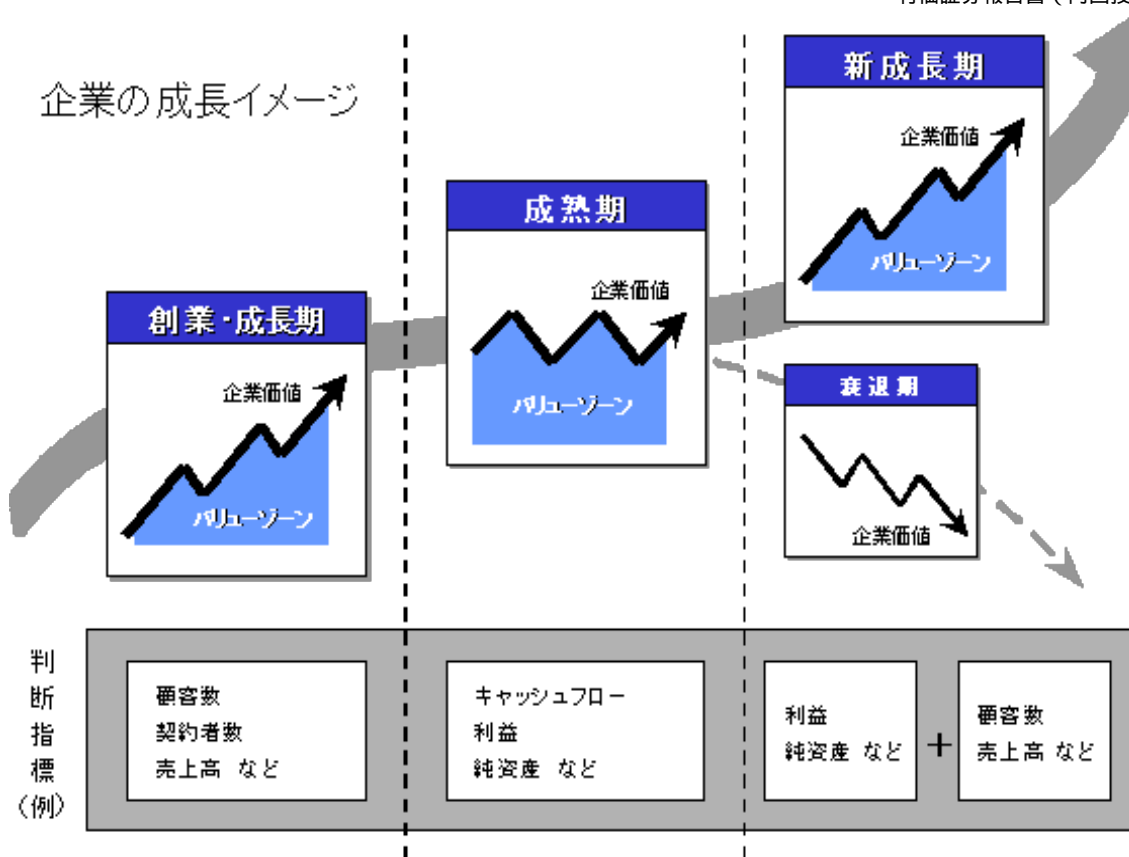 企業の成長イメージ
創業・成長期
企業価値
バリューゾーン
成熟期
企業価値
バリューゾーン
新成長期
企業価値
バリューゾーン
衰退期
企業価値
判断指標(例)
顧客数
契約者数
売上高 など
キャッシュフロー
利益
純資産 など
利益
純資産 など
+
顧客数
売上高 など